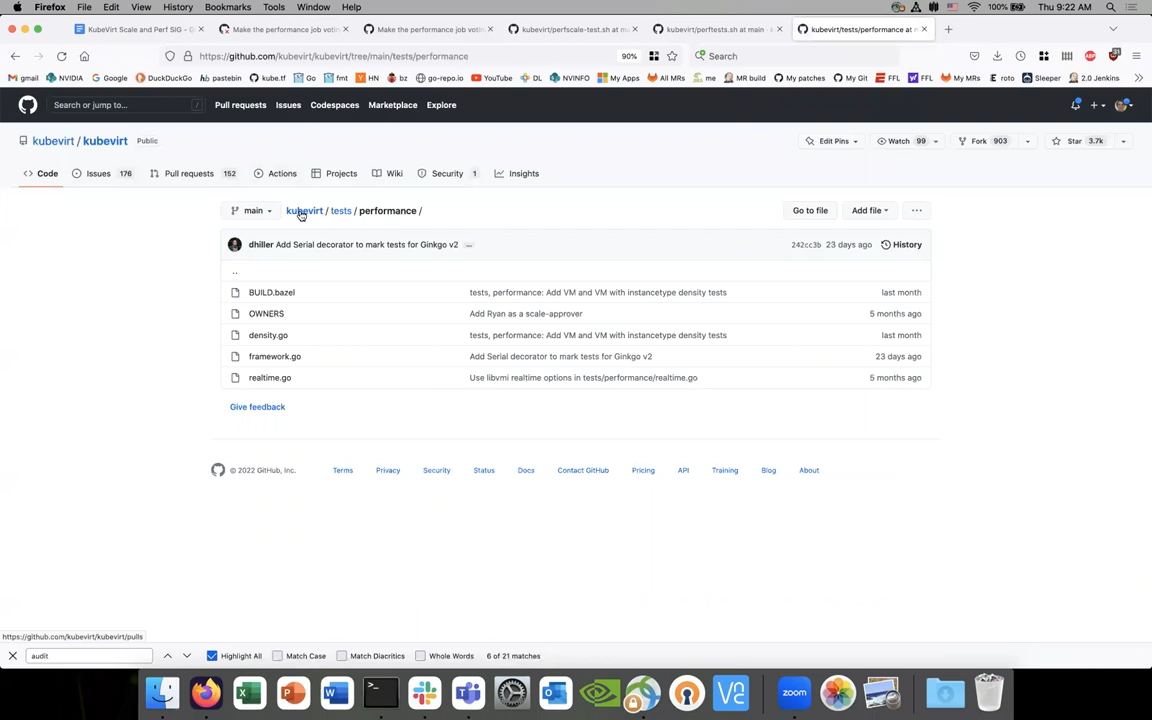 Firefox File Edit View History Bookmarks Tools Window Help 100% Thu 9:22 AM
KubeVirt Scale and Perf SIG - G
Make the performance job voti
Make the performance job votin
kubevirt/perfscale-test.sh at m
kubevirt/perftests.sh at main · k
kubevirt/tests/performance at m
https://github.com/kubevirt/kubevirt/tree/main/tests/performance 90% Search
gmail NVIDIA Google DuckDuckGo pastebin kube.tf Go fmt HN bz go-repo.io YouTube DL NVINFO My Apps All MRs me MR build My patches My Git FFL FFL My MRs roto Sleeper 2.0 Jenkins
Search or jump to... / Pull requests Issues Codespaces Marketplace Explore
kubevirt / kubevirt Public Edit Pins Watch 99 Fork 903 Star 3.7k
Code Issues 176 Pull requests 152 Actions Projects Wiki Security 1 Insights
main kubevirt / tests / performance / Go to file Add file ...
dhiller Add Serial decorator to mark tests for Ginkgo v2 ... 242cc3b 23 days ago History
..
BUILD.bazel tests, performance: Add VM and VM with instancetype density tests last month
OWNERS Add Ryan as a scale-approver 5 months ago
density.go tests, performance: Add VM and VM with instancetype density tests last month
framework.go Add Serial decorator to mark tests for Ginkgo v2 23 days ago
realtime.go Use libvmi realtime options in tests/performance/realtime.go 5 months ago
Give feedback
© 2022 GitHub, Inc. Terms Privacy Security Status Docs Contact GitHub Pricing API Training Blog About
https://github.com/kubevirt/kubevirt/pulls
audit Highlight All Match Case Match Diacritics Whole Words 6 of 21 matches
zoom